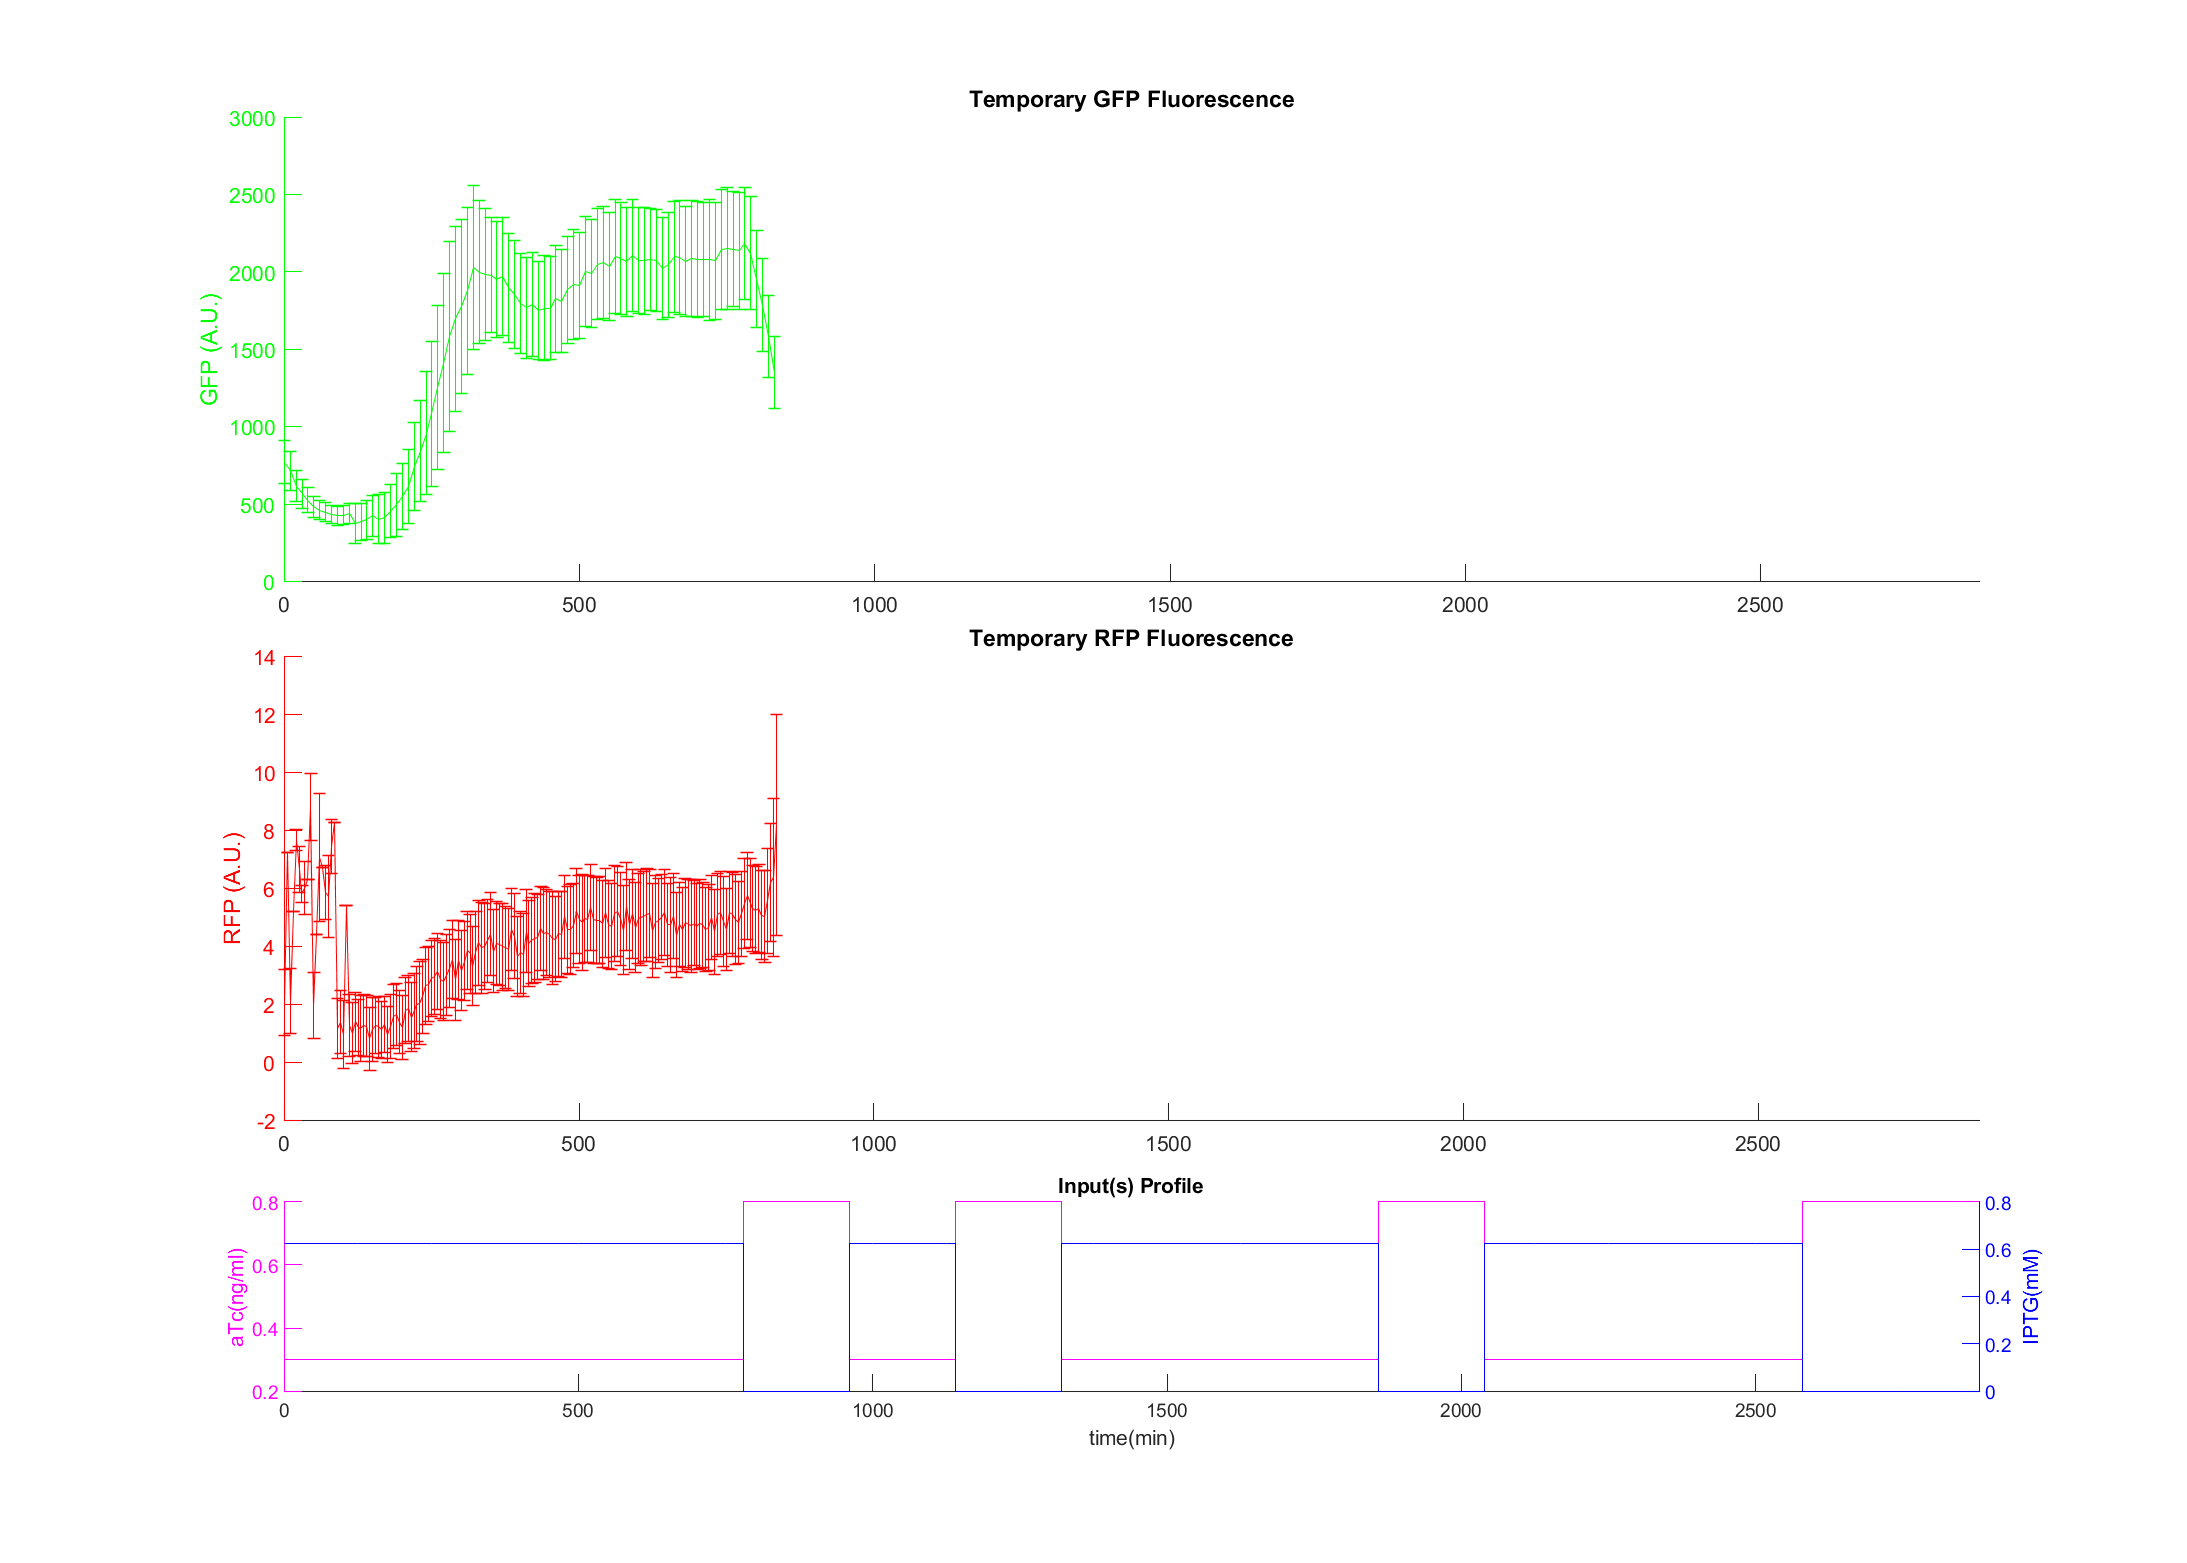 Temporary GFP Fluorescence
3000
2500
2000
1500
1000
500
0
GFP (A.U.)
0 500 1000 1500 2000 2500
Temporary RFP Fluorescence
14
12
10
8
6
4
2
0
-2
RFP (A.U.)
0 500 1000 1500 2000 2500
Input(s) Profile
0.8
0.6
0.4
0.2
aTc(ng/ml)
0.8
0.6
0.4
0.2
0
IPTG(mM)
0 500 1000 1500 2000 2500
time(min)